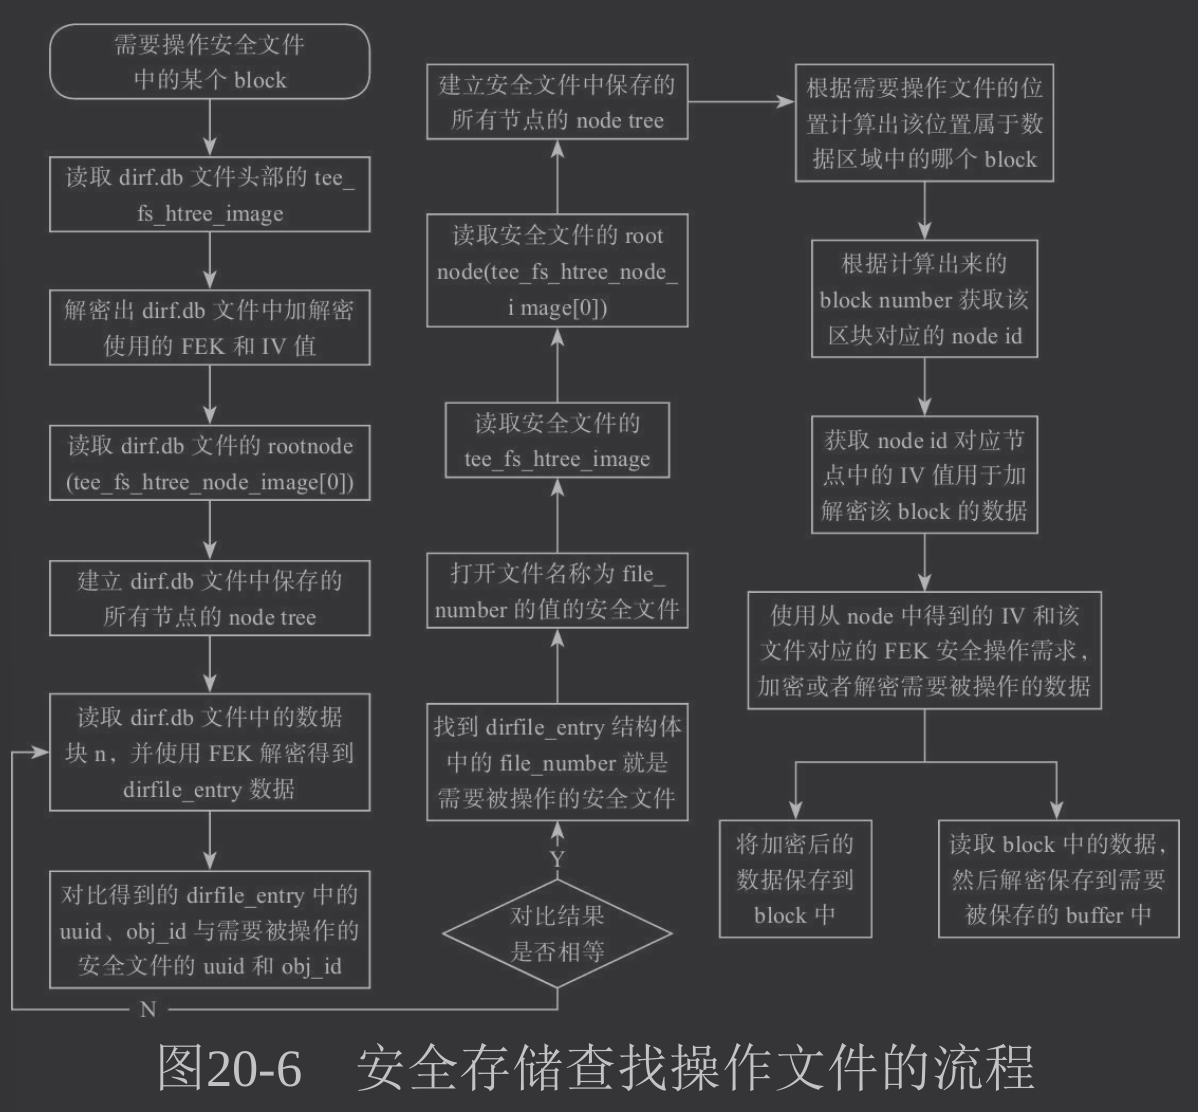 需要操作安全文件
中的某个 block
读取 dirf.db 文件头部的 tee_
fs_htree_image
解密出 dirf.db 文件中加解密
使用的 FEK 和 IV 值
读取 dirf.db 文件的 rootnode
(tee_fs_htree_node_image[0])
建立 dirf.db 文件中保存的
所有节点的 node tree
读取 dirf.db 文件中的数据
块 n，并使用 FEK 解密得到
dirfile_entry 数据
对比得到的 dirfile_entry 中的
uuid、obj_id 与需要被操作的
安全文件的 uuid 和 obj_id
N
对比结果
是否相等
Y
找到 dirfile_entry 结构体
中的 file_number 就是
需要被操作的安全文件
打开文件名称为 file_
number 的值的安全文件
读取安全文件的
tee_fs_htree_image
读取安全文件的 root
node(tee_fs_htree_node_
i mage[0])
建立安全文件中保存的
所有节点的 node tree
根据需要操作文件的位
置计算出该位置属于数
据区域中的哪个 block
根据计算出来的
block number 获取该
区块对应的 node id
获取 node id 对应节
点中的 IV 值用于加
解密该 block 的数据
使用从 node 中得到的 IV 和该
文件对应的 FEK 安全操作需求，
加密或者解密需要被操作的数据
将加密后的
数据保存到
block 中
读取 block 中的数据，
然后解密保存到需要
被保存的 buffer 中
图20-6 安全存储查找操作文件的流程